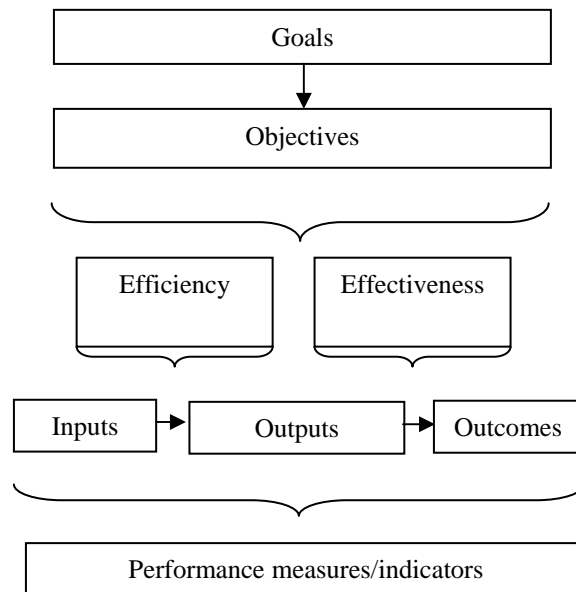 Goals
Objectives
Efficiency
Effectiveness
Inputs
Outputs
Outcomes
Performance measures/indicators